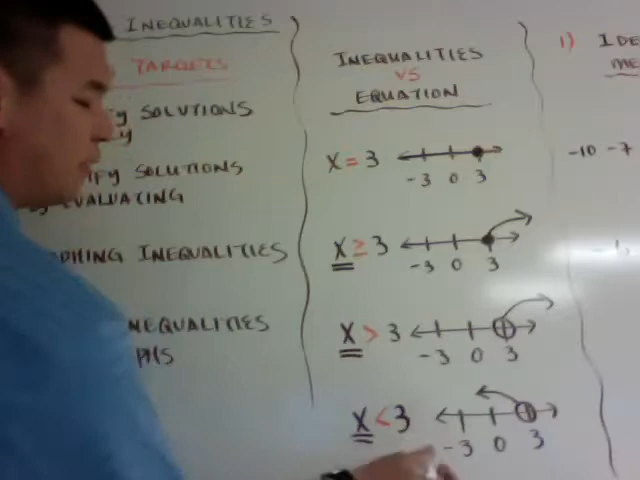 INEQUALITIES
TARGETS
SOLUTIONS
SOLUTIONS
EVALUATING
INEQUALITIES
INEQUALITIES
INEQUALITIES
VS
EQUATION
X = 3
-3 0 3
X ≥ 3
-3 0 3
X > 3
-3 0 3
X < 3
-3 0 3
1)
-10 -7